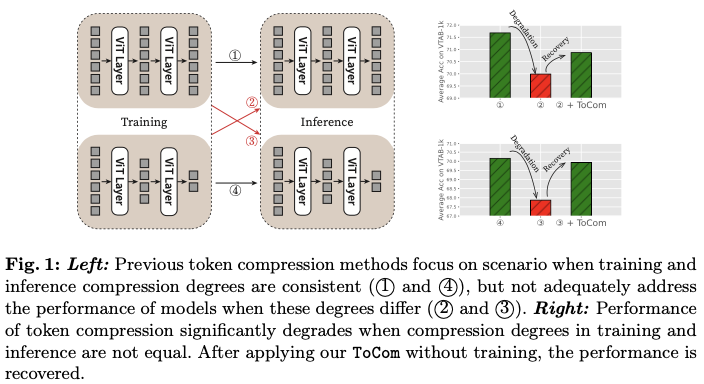 ViT Layer
ViT Layer
ViT Layer
ViT Layer
①
②
Training
Inference
③
ViT Layer
ViT Layer
ViT Layer
ViT Layer
④
Average Acc on VTAB-1k
72.0
71.5
71.0
70.5
70.0
69.5
69.0
Degradation
Recovery
①
②
② + ToCom
Average Acc on VTAB-1k
71.0
70.5
70.0
69.5
69.0
68.5
68.0
67.5
67.0
Degradation
Recovery
④
③
③ + ToCom
Fig. 1: Left: Previous token compression methods focus on scenario when training and
inference compression degrees are consistent (① and ④), but not adequately address
the performance of models when these degrees differ (② and ③). Right: Performance
of token compression significantly degrades when compression degrees in training and
inference are not equal. After applying our ToCom without training, the performance is
recovered.